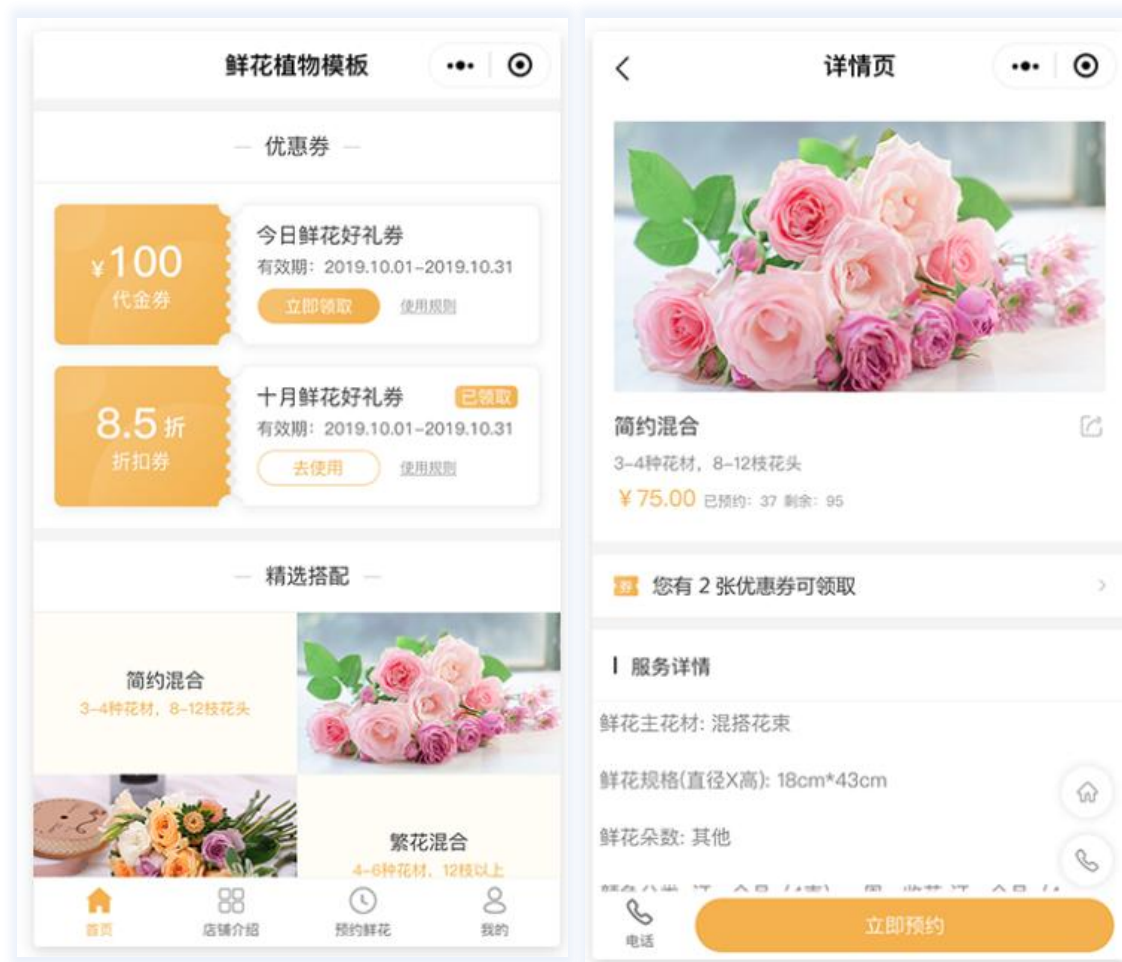 鲜花植物模板
优惠券
¥100
代金券
今日鲜花好礼券
有效期：2019.10.01-2019.10.31
立即领取
使用规则
8.5折
折扣券
十月鲜花好礼券
已领取
有效期：2019.10.01-2019.10.31
去使用
使用规则
精选搭配
简约混合
3-4种花材，8-12枝花头
繁花混合
4-6种花材，12枝以上
首页
店铺介绍
预约鲜花
我的
详情页
简约混合
3-4种花材，8-12枝花头
¥75.00 已预约：37 剩余：95
券 您有 2 张优惠券可领取
服务详情
鲜花主花材: 混搭花束
鲜花规格(直径X高): 18cm*43cm
鲜花朵数: 其他
电话
立即预约